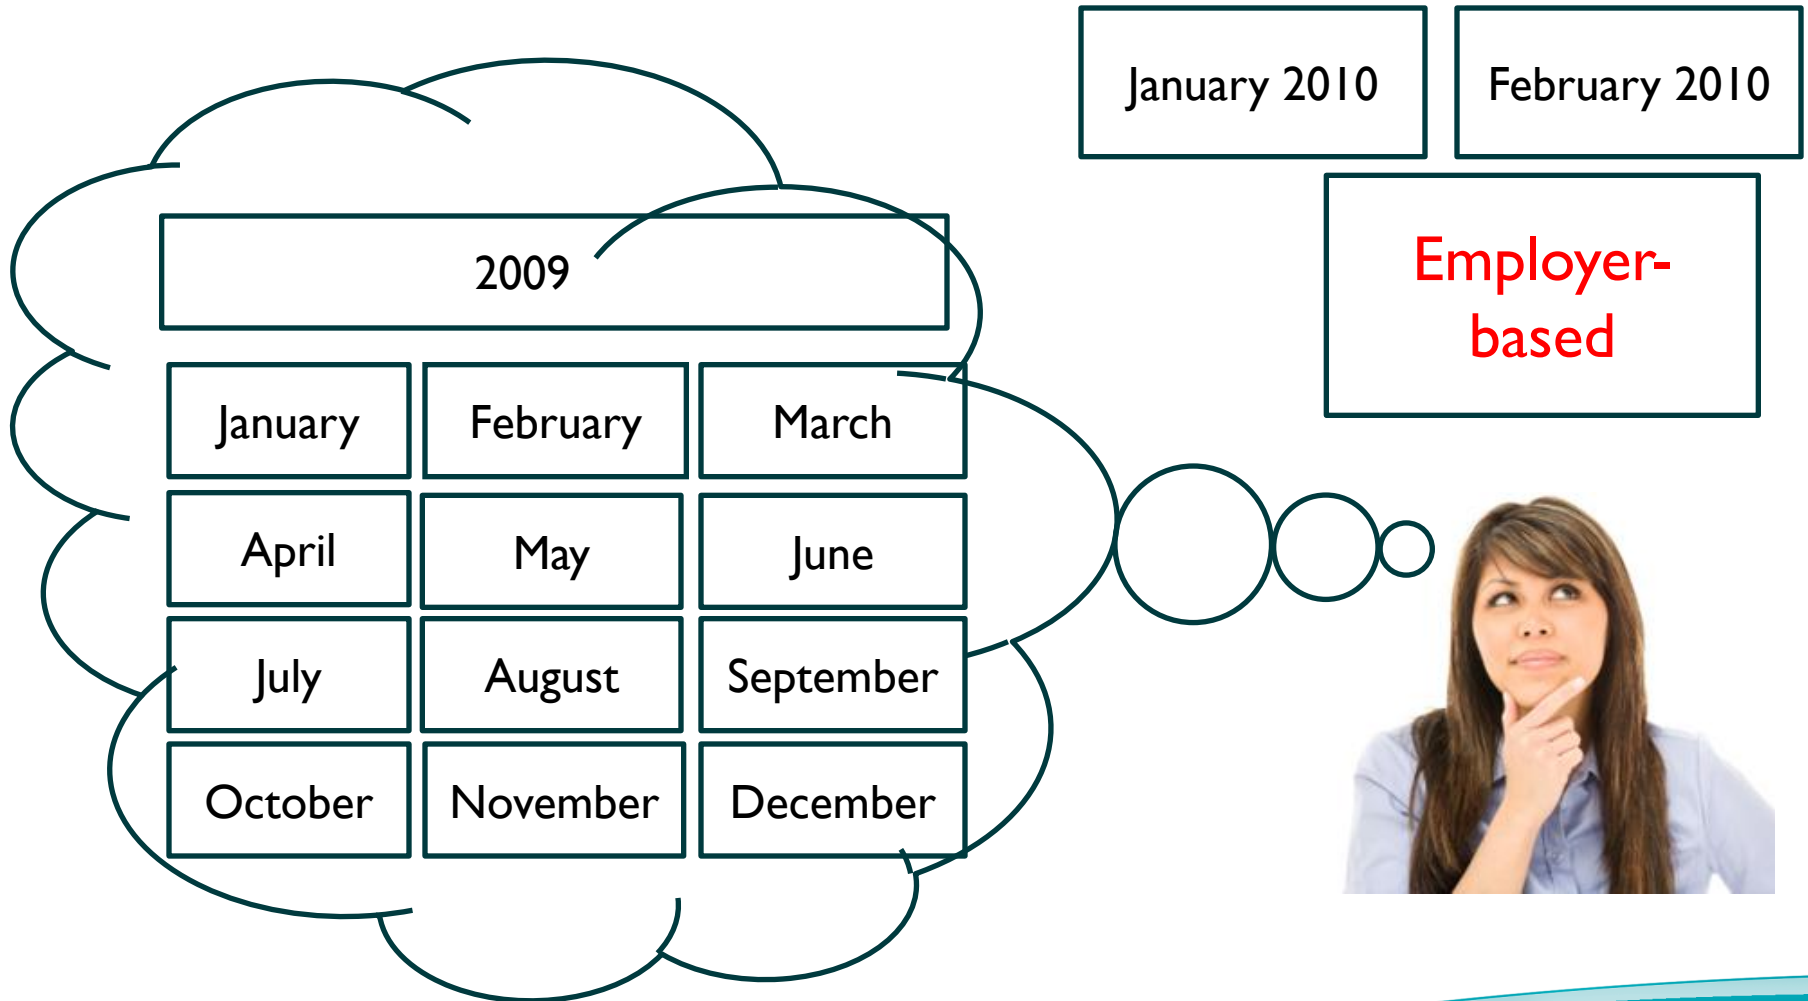 January 2010
February 2010
Employer-
based
2009
January
February
March
April
May
June
July
August
September
October
November
December